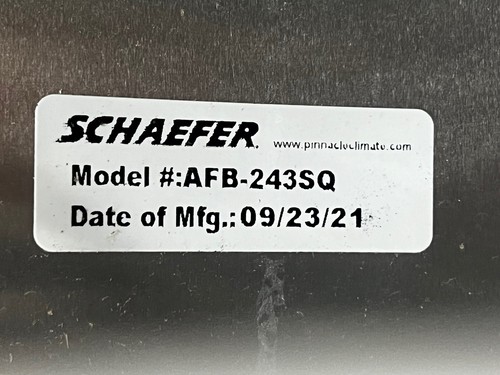 SCHAEFER. www.pinnacleclimate.com
Model #:AFB-243SQ
Date of Mfg.:09/23/21